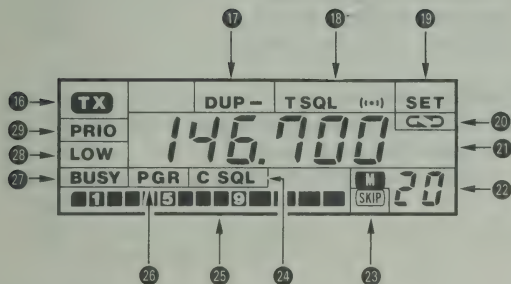 17 18 19
16 TX DUP – T SQL ((•)) SET
29 PRIO 20
28 LOW 146.700 21
27 BUSY PGR C SQL M 20 22
1 5 9 SKIP
26 25 24 23